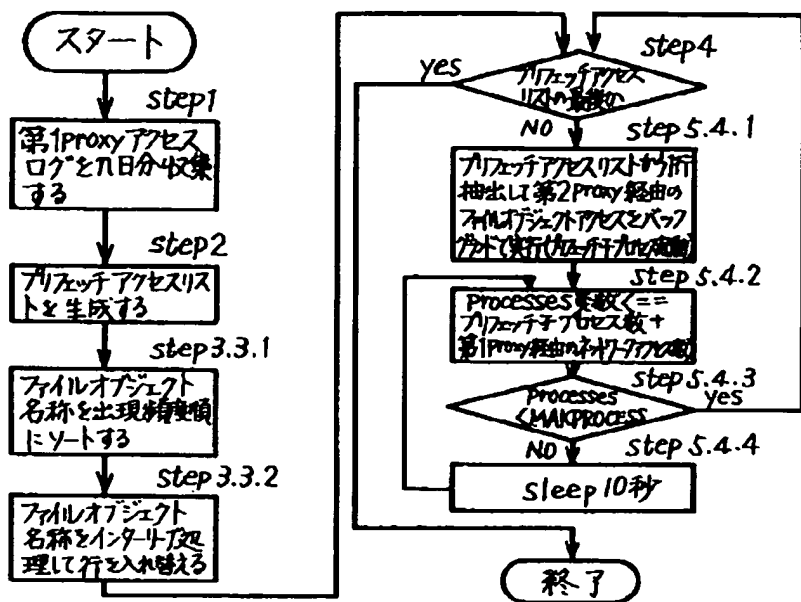 スタート
step1
第1proxyアクセス
ログをn日分収集
する
step2
プリフェッチアクセスリス
トを生成する
step3.3.1
ファイルオブジェクト
名称を出現頻度順
にソートする
step3.3.2
ファイルオブジェクト
名称をインターリーブ処
理して行を入れ替える
step4
プリフェッチアクセス
リストの最後か
yes
NO
step5.4.1
プリフェッチアクセスリストから1行
抽出して第2proxy経由の
ファイルオブジェクトアクセスをバック
グランドで実行(プリフェッチ子プロセス起動)
step5.4.2
processes変数<==
プリフェッチ子プロセス数+
第1proxy経由のネットワークアクセス数
step5.4.3
processes
<MAXPROCESS
yes
NO
step5.4.4
sleep10秒
終了